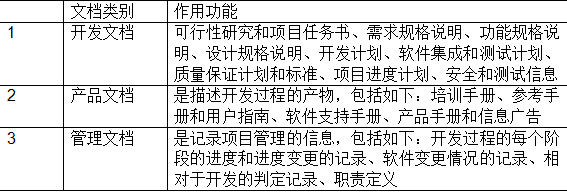 文档类别 作用功能
1 开发文档 可行性研究和项目任务书、需求规格说明、功能规格说
明、设计规格说明、开发计划、软件集成和测试计划、
质量保证计划和标准、项目进度计划、安全和测试信息
2 产品文档 是描述开发过程的产物，包括如下：培训手册、参考手
册和用户指南、软件支持手册、产品手册和信息广告
3 管理文档 是记录项目管理的信息，包括如下：开发过程的每个阶
段的进度和进度变更的记录、软件变更情况的记录、相
对于开发的判定记录、职责定义